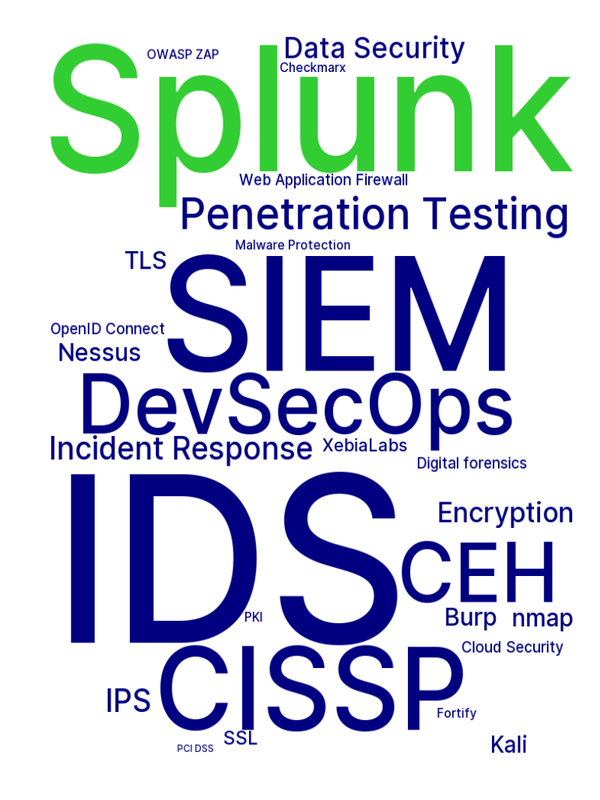 Data Security
OWASP ZAP
Checkmarx
Splunk
Web Application Firewall
Penetration Testing
Malware Protection
TLS
SIEM
OpenID Connect
Nessus
DevSecOps
Incident Response
XebiaLabs
Digital forensics
IDS
Encryption
CEH
PKI
Burp
nmap
Cloud Security
CISSP
IPS
Fortify
SSL
PCI DSS
Kali